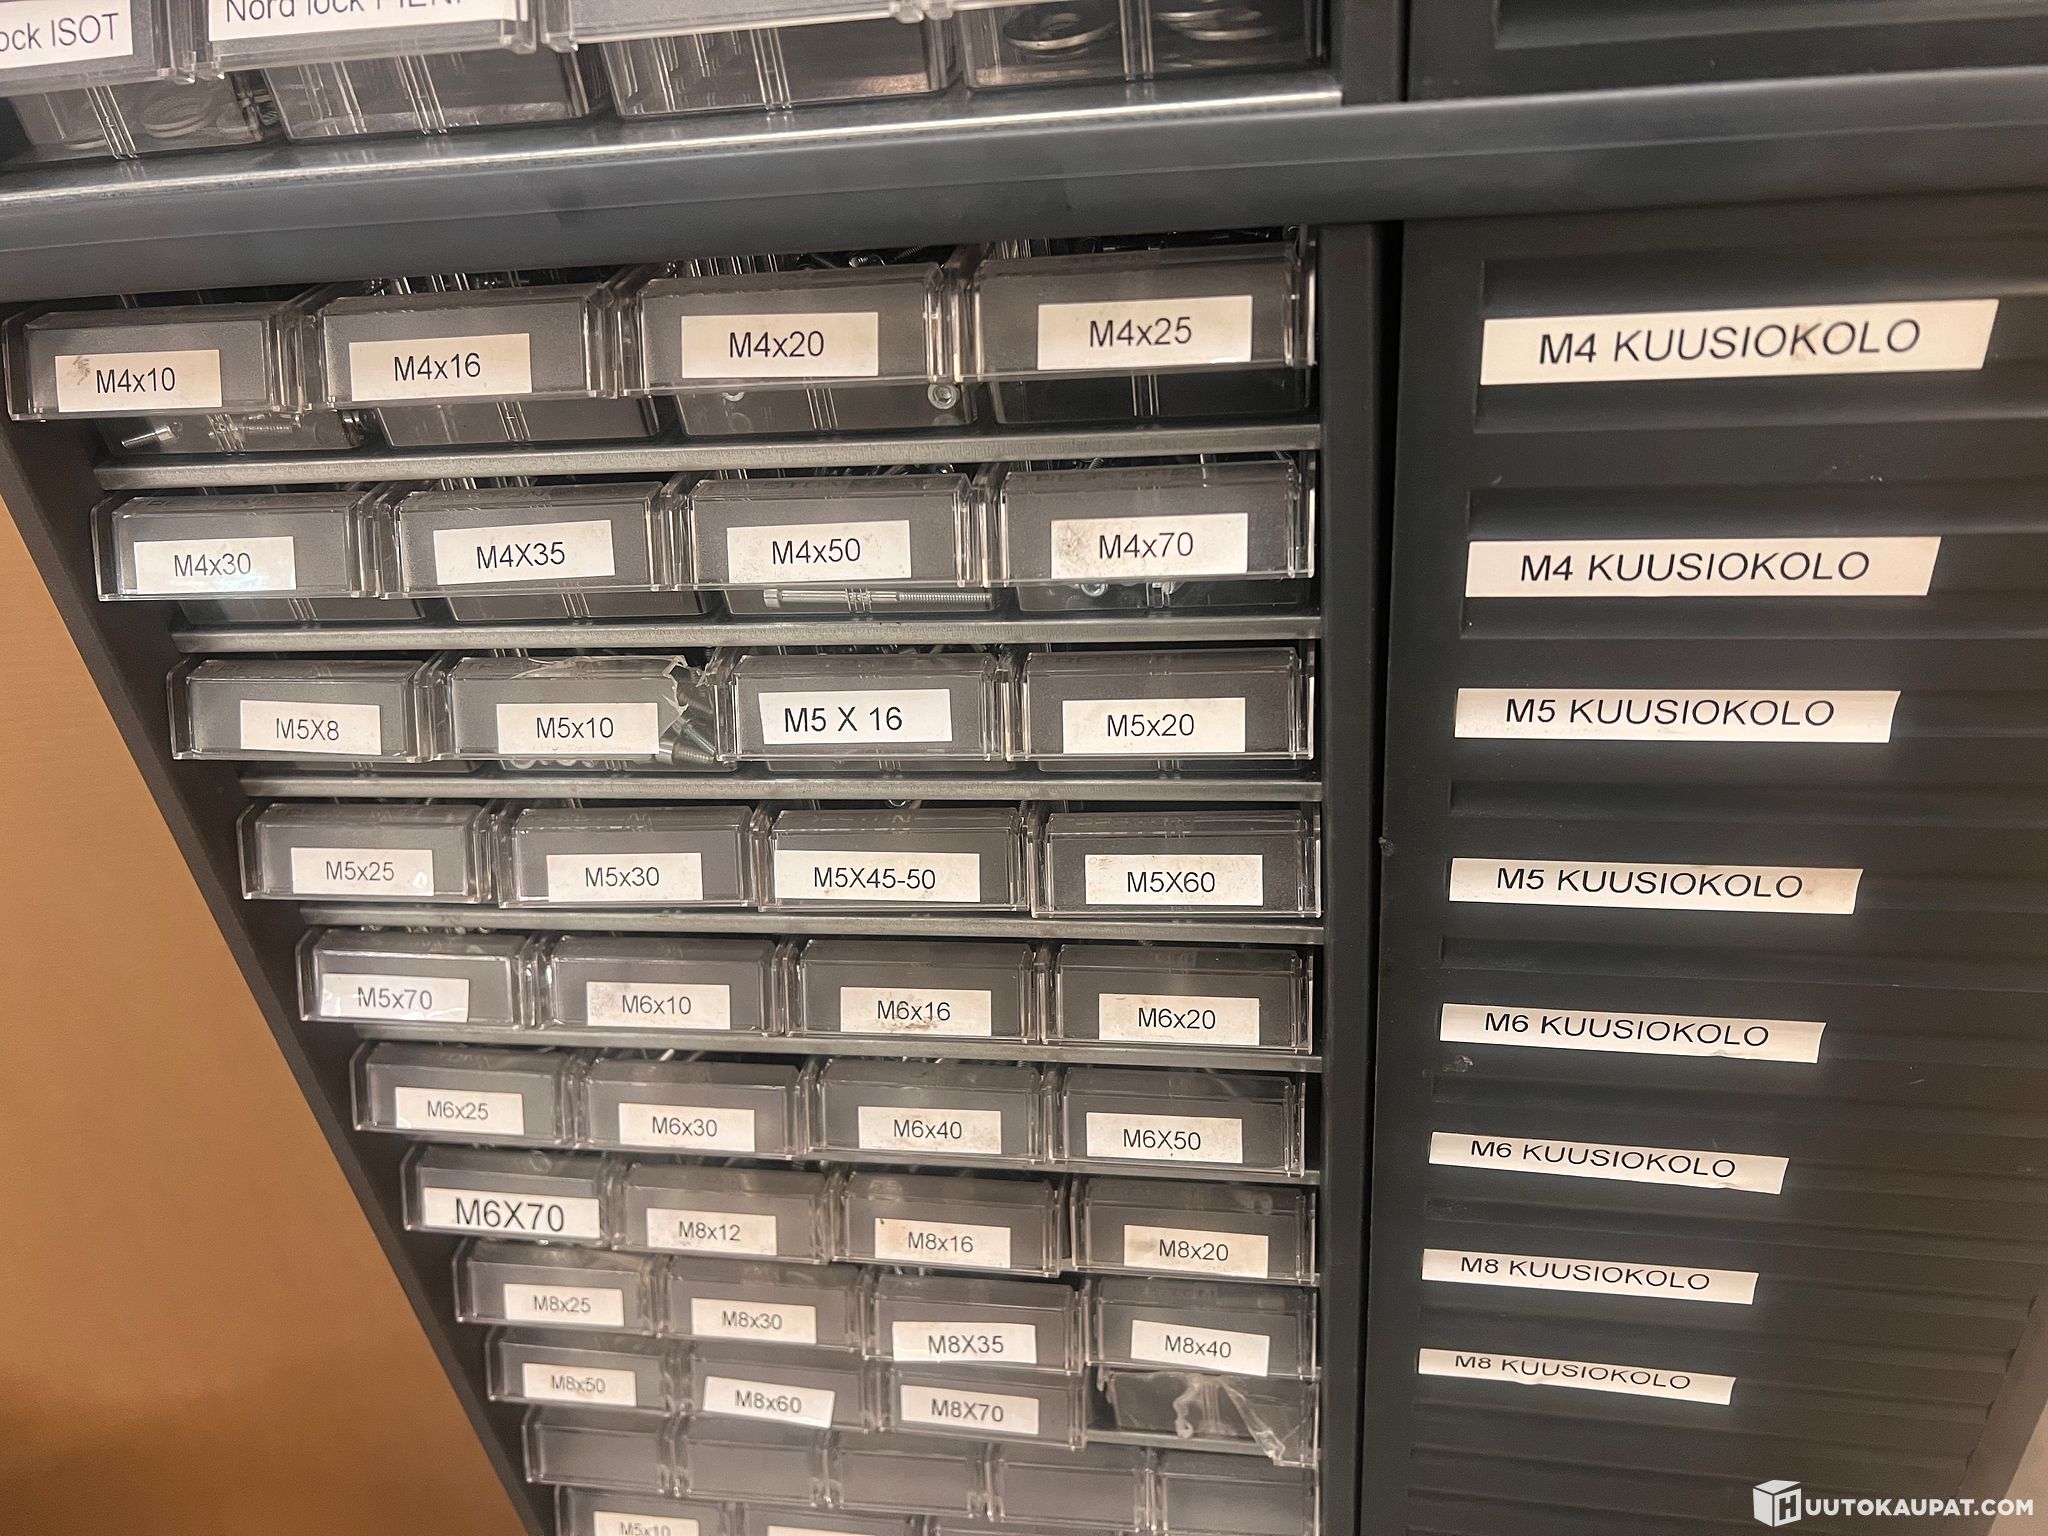 ock ISOT
Nord lock PIENI
M4x10
M4x16
M4x20
M4x25
M4 KUUSIOKOLO
M4x30
M4X35
M4x50
M4x70
M4 KUUSIOKOLO
M5X8
M5x10
M5 X 16
M5x20
M5 KUUSIOKOLO
M5x25
M5x30
M5X45-50
M5X60
M5 KUUSIOKOLO
M5x70
M6x10
M6x16
M6x20
M6 KUUSIOKOLO
M6x25
M6x30
M6x40
M6X50
M6 KUUSIOKOLO
M6X70
M8x12
M8x16
M8x20
M8 KUUSIOKOLO
M8x25
M8x30
M8X35
M8x40
M8 KUUSIOKOLO
M8x50
M8x60
M8X70
M5x10
HUUTOKAUPAT.COM